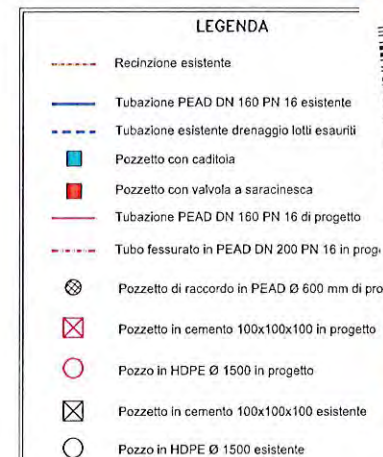 LEGENDA
Recinzione esistente
Tubazione PEAD DN 160 PN 16 esistente
Tubazione esistente drenaggio lotti esauriti
Pozzetto con caditoia
Pozzetto con valvola a saracinesca
Tubazione PEAD DN 160 PN 16 di progetto
Tubo fessurato in PEAD DN 200 PN 16 in prog
Pozzetto di raccordo in PEAD Ø 600 mm di pro
Pozzetto in cemento 100x100x100 in progetto
Pozzo in HDPE Ø 1500 in progetto
Pozzetto in cemento 100x100x100 esistente
Pozzo in HDPE Ø 1500 esistente